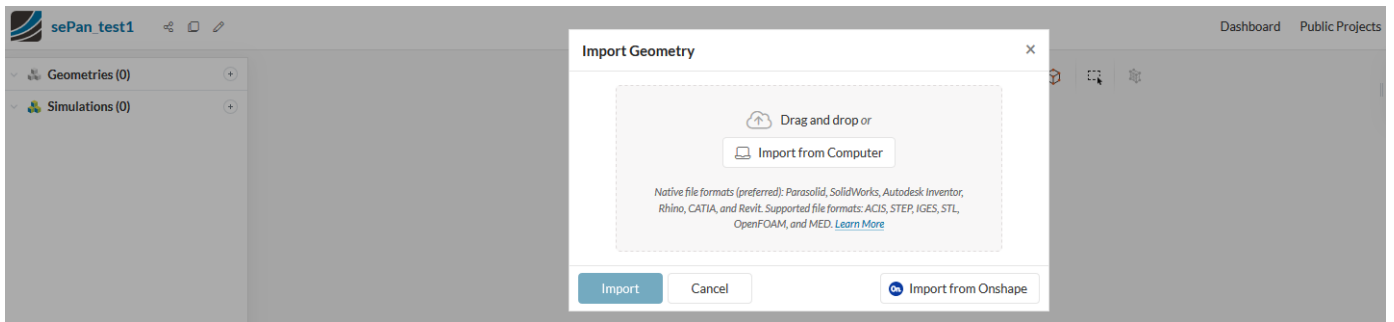 sePan_test1
Dashboard
Public Projects
Import Geometry
Geometries (0)
Simulations (0)
Drag and drop or
Import from Computer
Native file formats (preferred): Parasolid, SolidWorks, Autodesk Inventor,
Rhino, CATIA, and Revit. Supported file formats: ACIS, STEP, IGES, STL,
OpenFOAM, and MED. Learn More
Import
Cancel
On
Import from Onshape